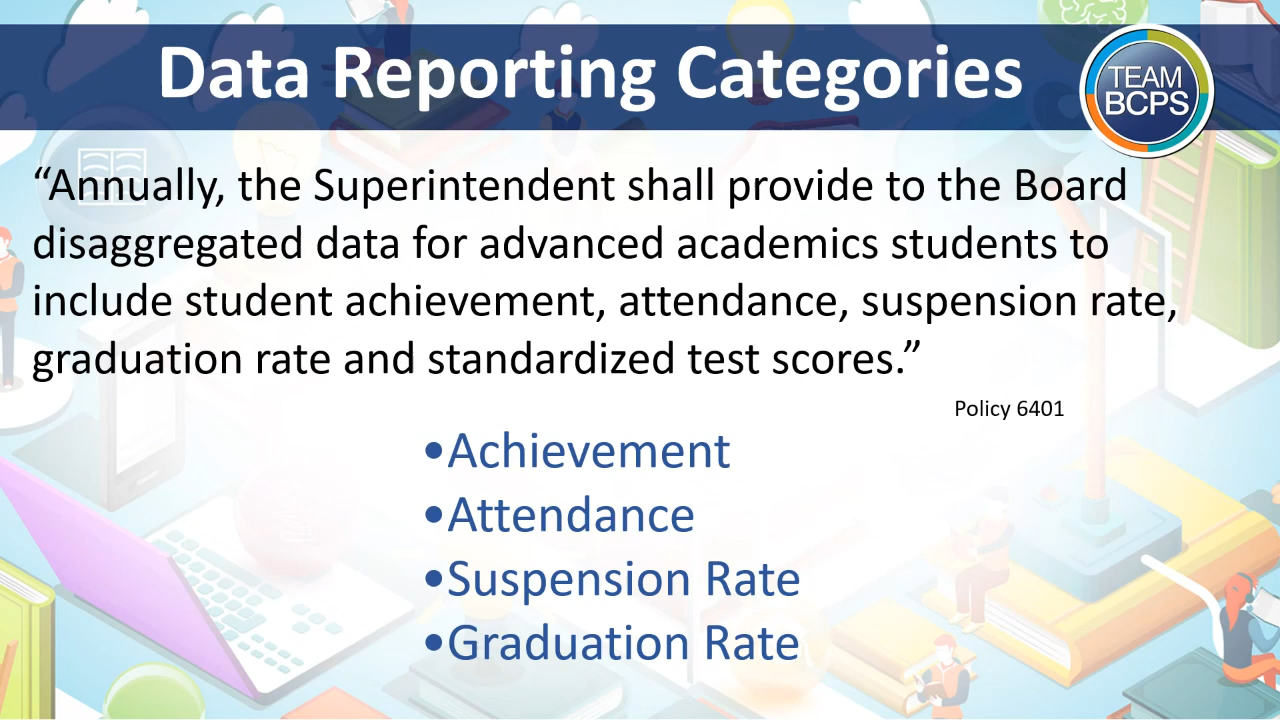 Data Reporting Categories
TEAM
BCPS
“Annually, the Superintendent shall provide to the Board
disaggregated data for advanced academics students to
include student achievement, attendance, suspension rate,
graduation rate and standardized test scores.”
Policy 6401
•Achievement
•Attendance
•Suspension Rate
•Graduation Rate